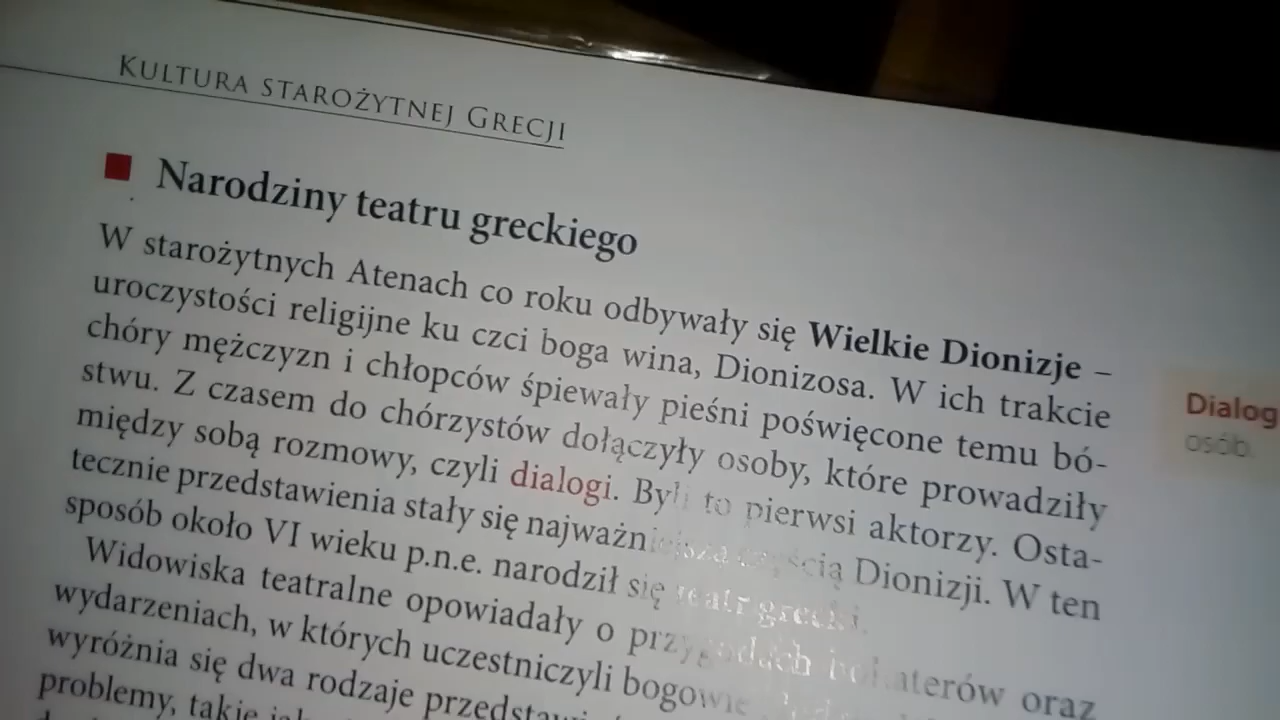 KULTURA STAROŻYTNEJ GRECJI
Narodziny teatru greckiego
W starożytnych Atenach co roku odbywały się Wielkie Dionizje –
uroczystości religijne ku czci boga wina, Dionizosa. W ich trakcie
chóry mężczyzn i chłopców śpiewały pieśni poświęcone temu bó-
stwu. Z czasem do chórzystów dołączyły osoby, które prowadziły
między sobą rozmowy, czyli dialogi. Byli to pierwsi aktorzy. Osta-
tecznie przedstawienia stały się najważniejszą częścią Dionizji. W ten
sposób około VI wieku p.n.e. narodził się teatr grecki.
Widowiska teatralne opowiadały o przygodach bohaterów oraz
wydarzeniach, w których uczestniczyli bogowie
wyróżnia się dwa rodzaje
problemy, takie
Dialog
osób.